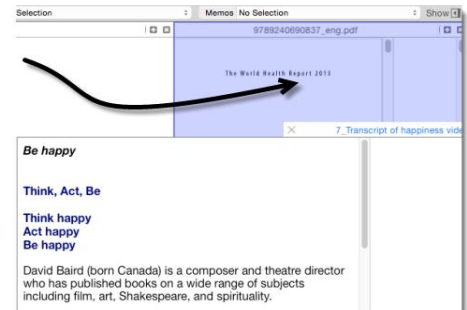 Selection Memos No Selection Show
9789240690837_eng.pdf
The World Health Report 2013
7_Transcript of happiness vide
Be happy
Think, Act, Be
Think happy
Act happy
Be happy
David Baird (born Canada) is a composer and theatre director
who has published books on a wide range of subjects
including film, art, Shakespeare, and spirituality.